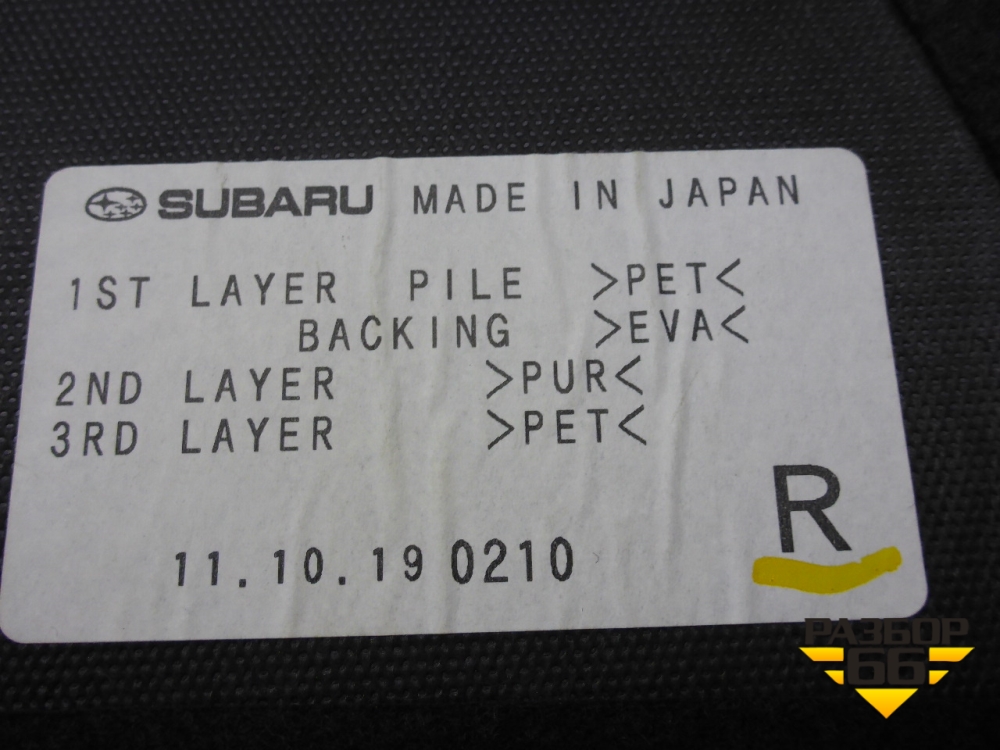 SUBARU MADE IN JAPAN
1ST LAYER PILE >PET<
BACKING >EVA<
2ND LAYER >PUR<
3RD LAYER >PET<
R
11.10.19 0210
РАЗБОР
66